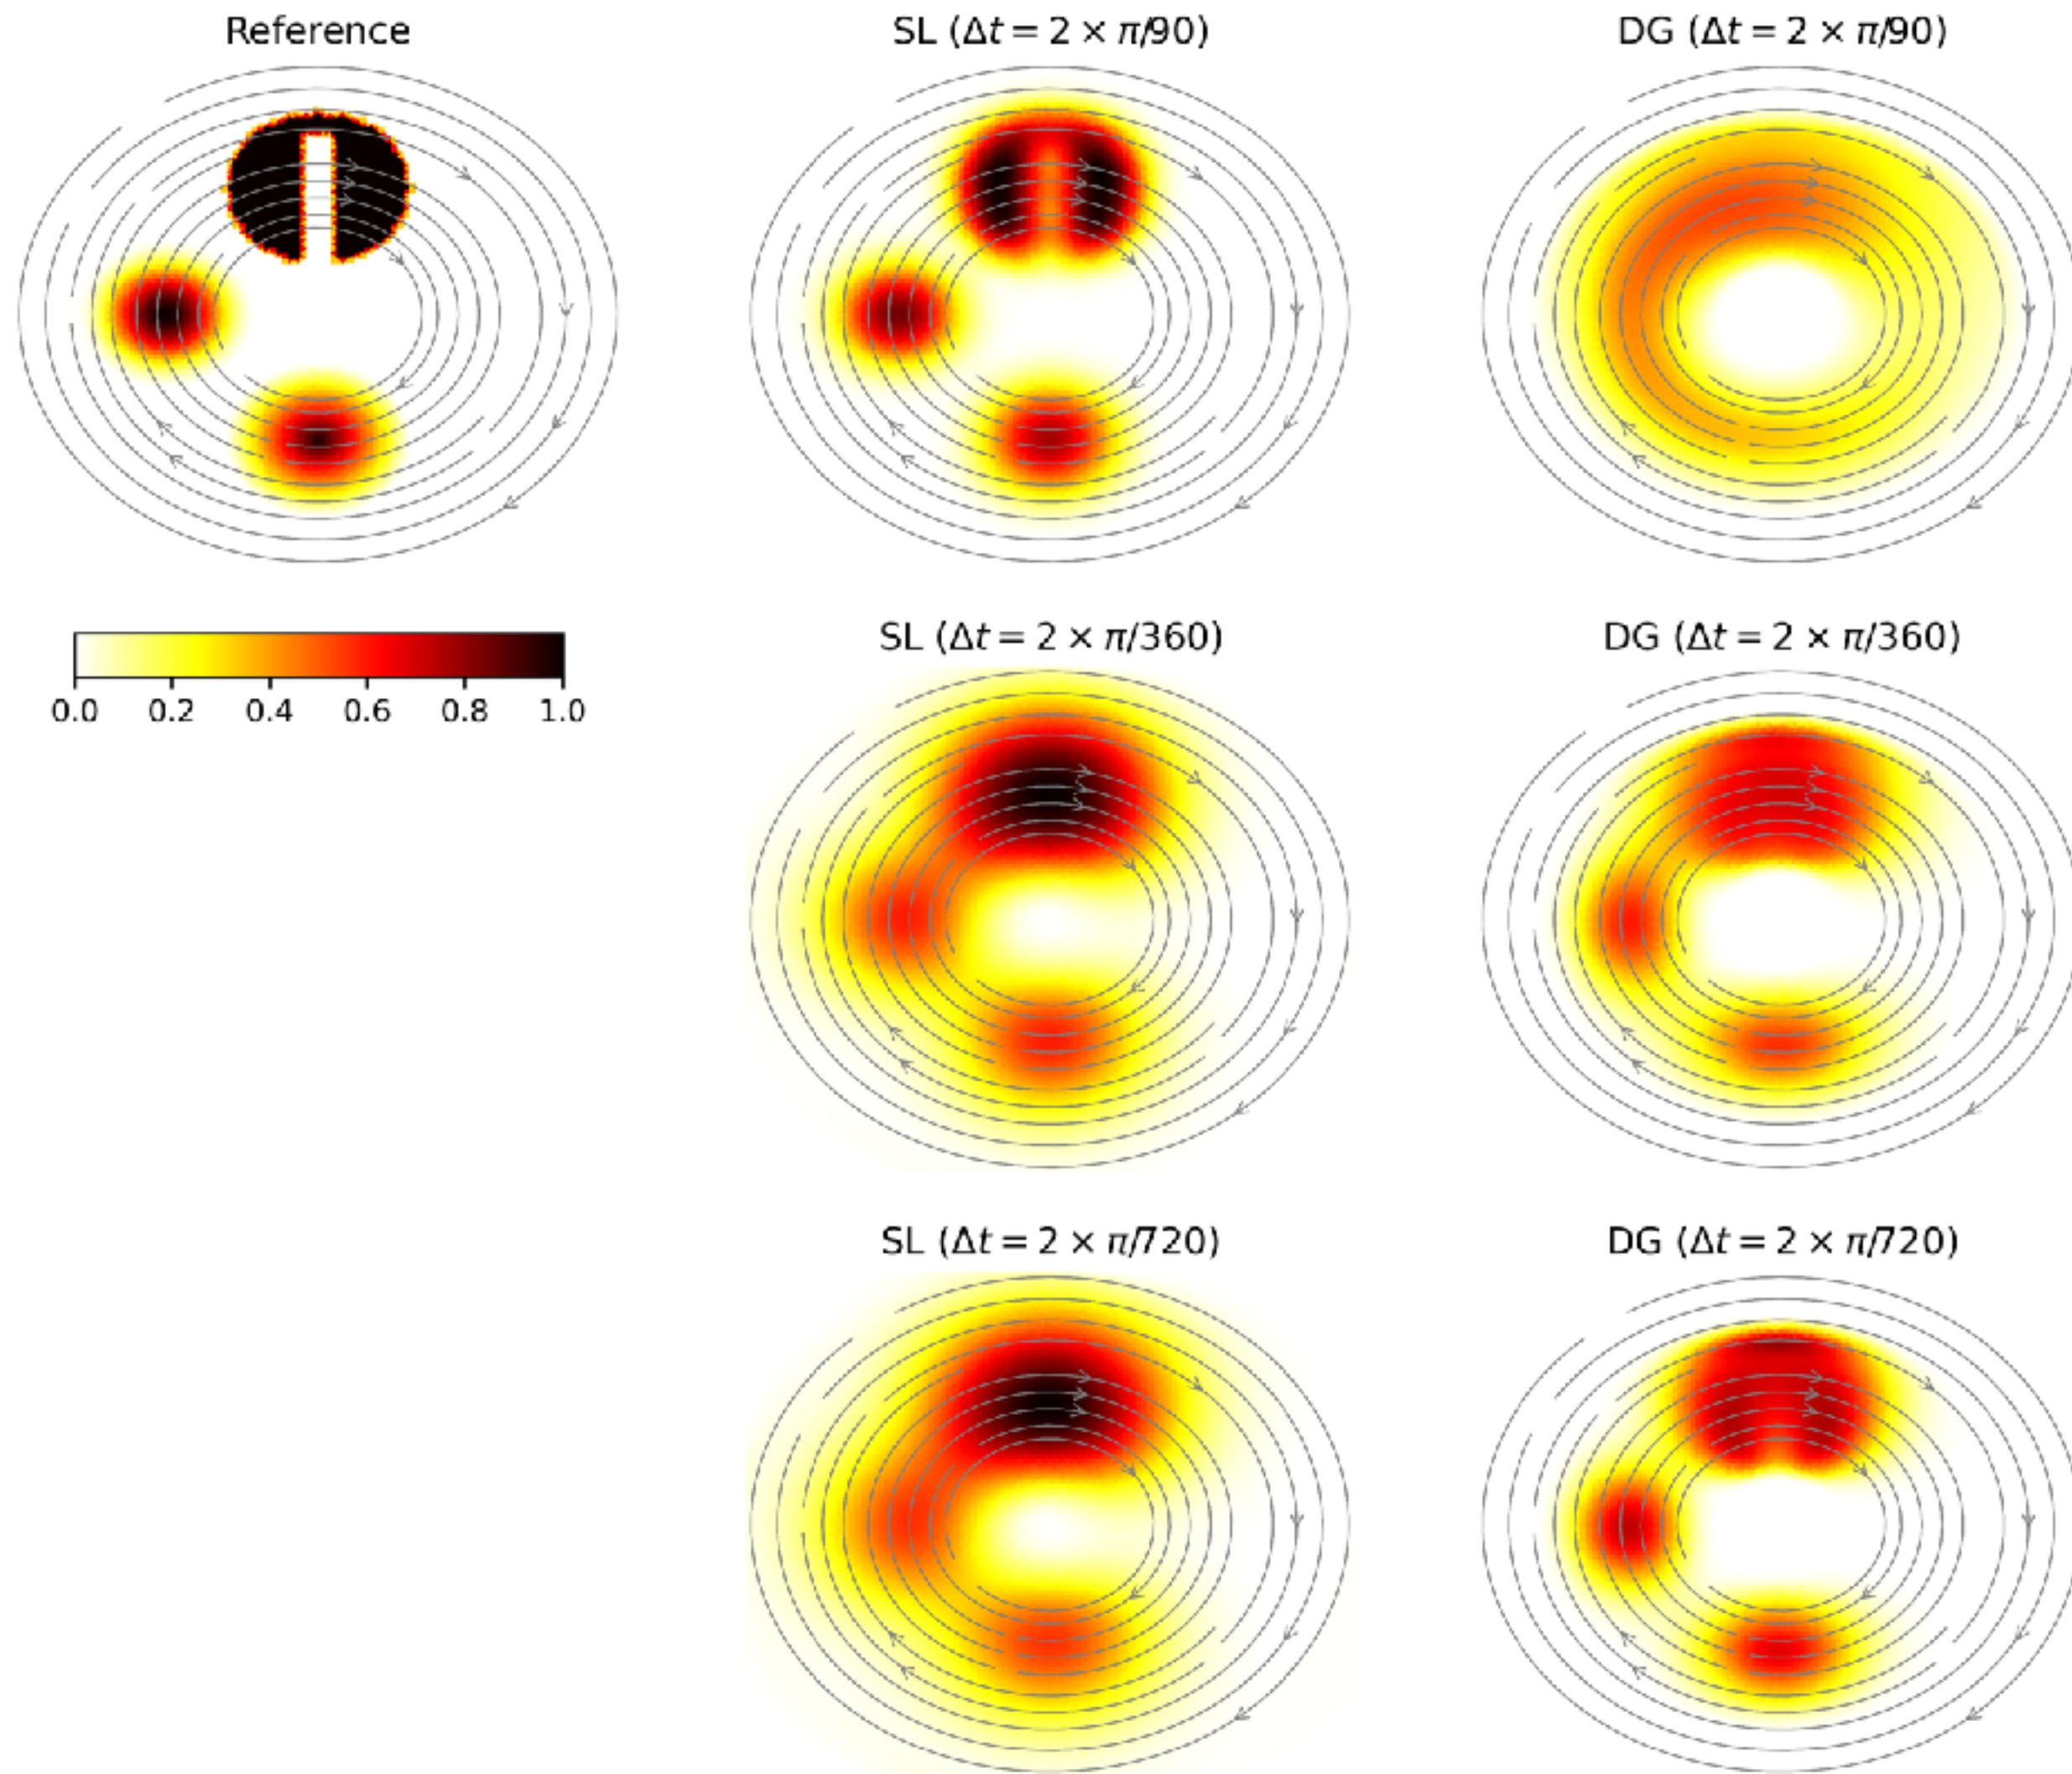 Reference
SL (Δt = 2 × π/90)
DG (Δt = 2 × π/90)
SL (Δt = 2 × π/360)
DG (Δt = 2 × π/360)
0.0 0.2 0.4 0.6 0.8 1.0
SL (Δt = 2 × π/720)
DG (Δt = 2 × π/720)